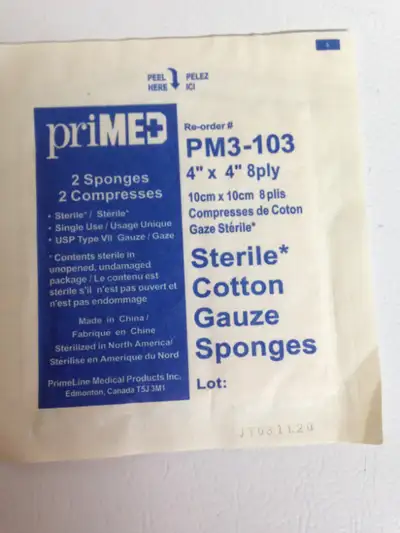 PEEL PELEZ
HERE ICI
priMED
2 Sponges
2 Compresses
• Sterile* / Stérile*
• Single Use / Usage Unique
• USP Type VII Gauze / Gaze
*Contents sterile in
unopened, undamaged
package / Le contenu est
stérile s'il n'est pas ouvert et
n'est pas endommage
Made in China /
Fabrique en Chine
Sterilized in North America/
Stérilise en Amerique du Nord
PrimeLine Medical Products Inc.
Edmonton, Canada T5J 3M1
Re-order #
PM3-103
4" x 4" 8ply
10cm x 10cm 8 plis
Compresses de Coton
Gaze Stérile*
Sterile*
Cotton
Gauze
Sponges
Lot: